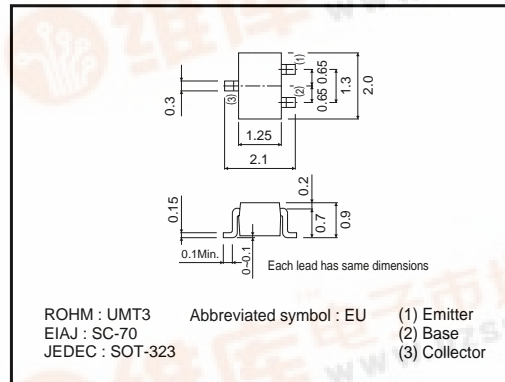 (1)
0.65
0.65
1.3
2.0
0.3
(3)
(2)
1.25
2.1
0.2
0.15
0.7
0.9
0.1Min.
0~0.1
Each lead has same dimensions
ROHM : UMT3
Abbreviated symbol : EU
(1) Emitter
EIAJ : SC-70
(2) Base
JEDEC : SOT-323
(3) Collector